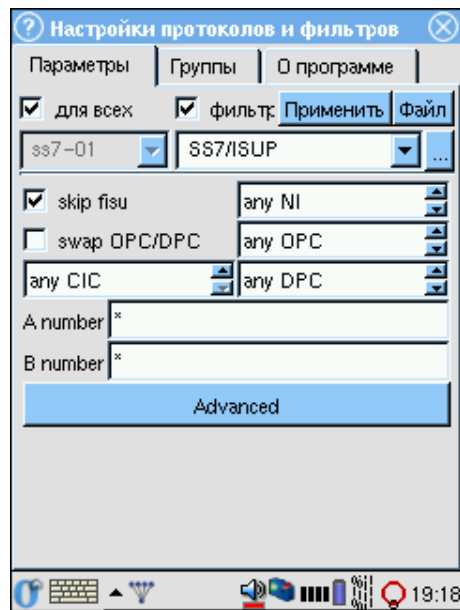 Настройки протоколов и фильтров
Параметры Группы О программе
для всех фильтр Применить Файл
ss7-01 SS7/ISUP ...
skip fisu any NI
swap OPC/DPC any OPC
any CIC any DPC
A number *
B number *
Advanced
19:18